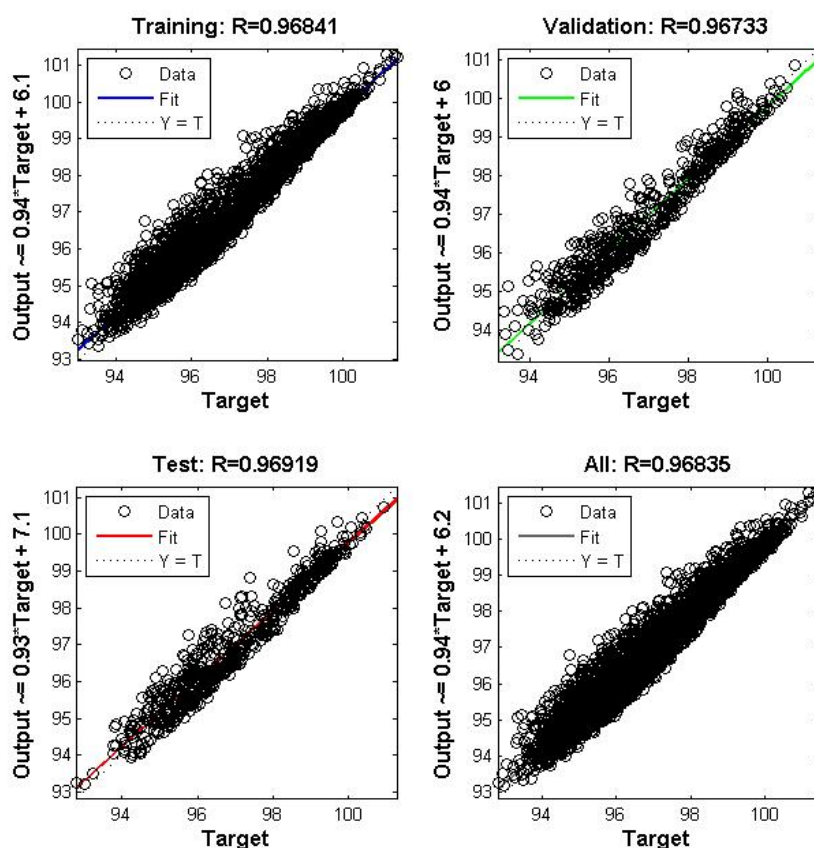 Training: R=0.96841
Output ~= 0.94*Target + 6.1
101
100
99
98
97
96
95
94
93
Data
Fit
Y = T
94 96 98 100
Target
Validation: R=0.96733
Output ~= 0.94*Target + 6
101
100
99
98
97
96
95
94
Data
Fit
Y = T
94 96 98 100
Target
Test: R=0.96919
Output ~= 0.93*Target + 7.1
101
100
99
98
97
96
95
94
93
Data
Fit
Y = T
94 96 98 100
Target
All: R=0.96835
Output ~= 0.94*Target + 6.2
101
100
99
98
97
96
95
94
93
Data
Fit
Y = T
94 96 98 100
Target